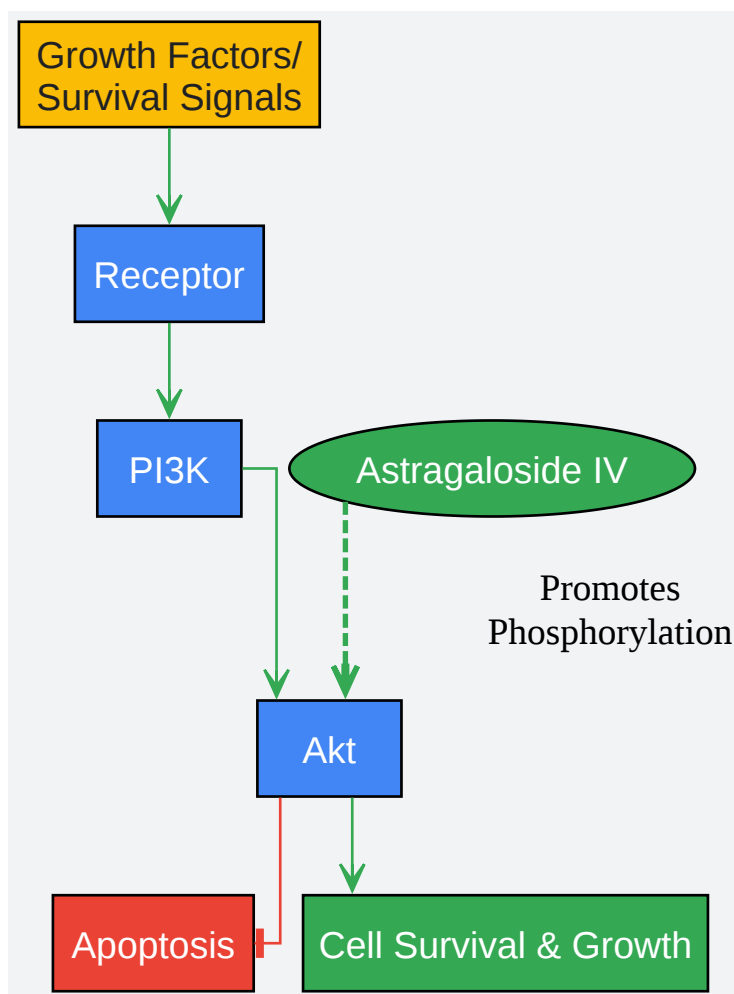 Growth Factors/
Survival Signals
Receptor
PI3K
Astragaloside IV
Promotes
Phosphorylation
Akt
Apoptosis
Cell Survival & Growth